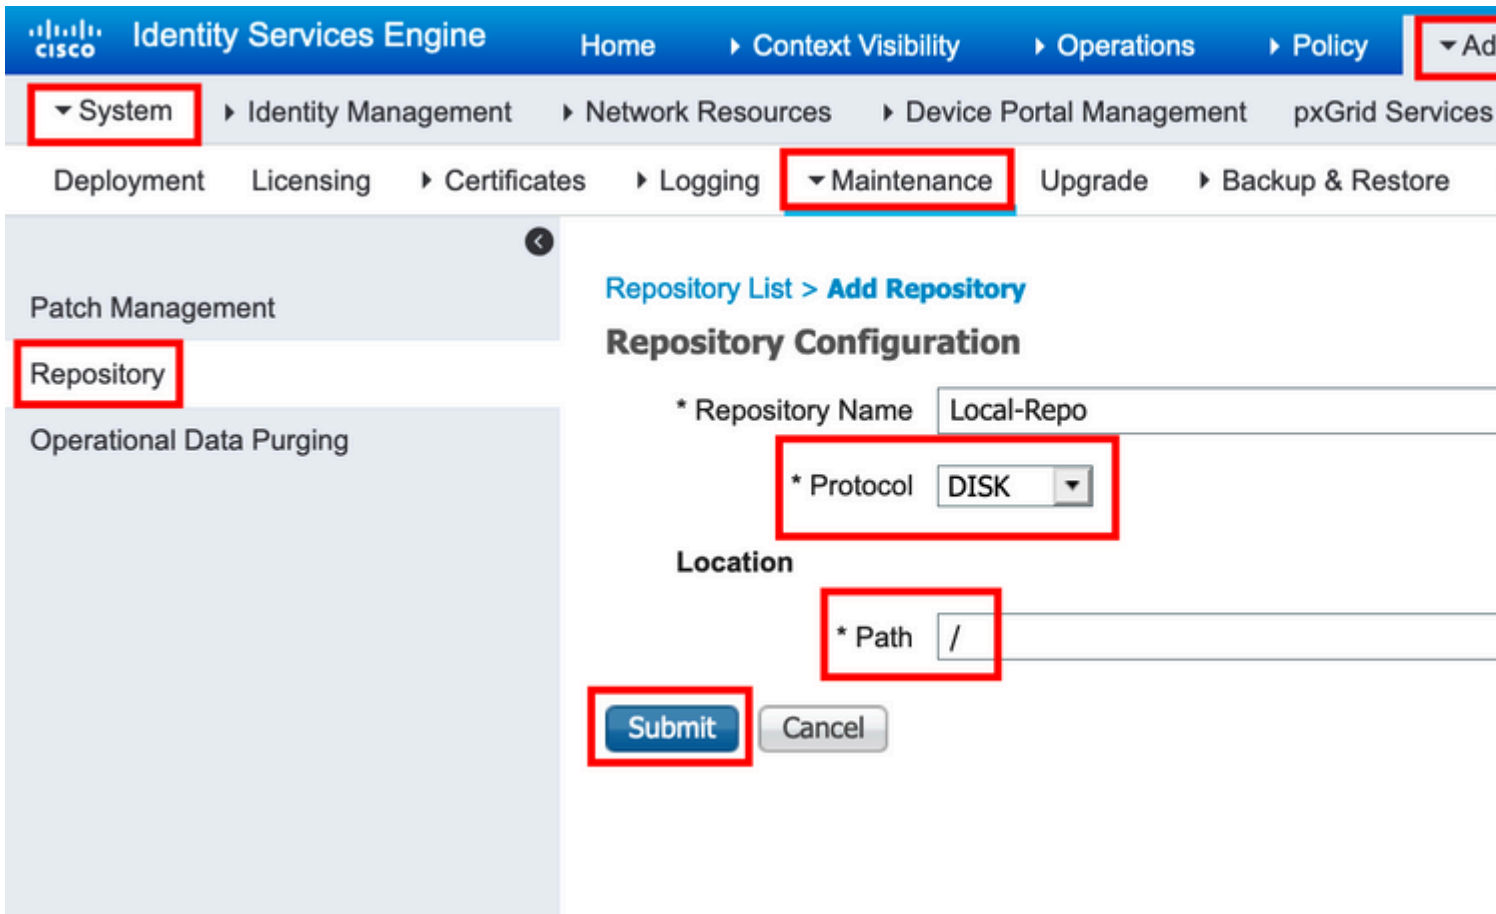 cisco Identity Services Engine Home Context Visibility Operations Policy Ad
System Identity Management Network Resources Device Portal Management pxGrid Services
Deployment Licensing Certificates Logging Maintenance Upgrade Backup & Restore
Patch Management
Repository
Operational Data Purging
Repository List > Add Repository
Repository Configuration
* Repository Name Local-Repo
* Protocol DISK
Location
* Path /
Submit Cancel